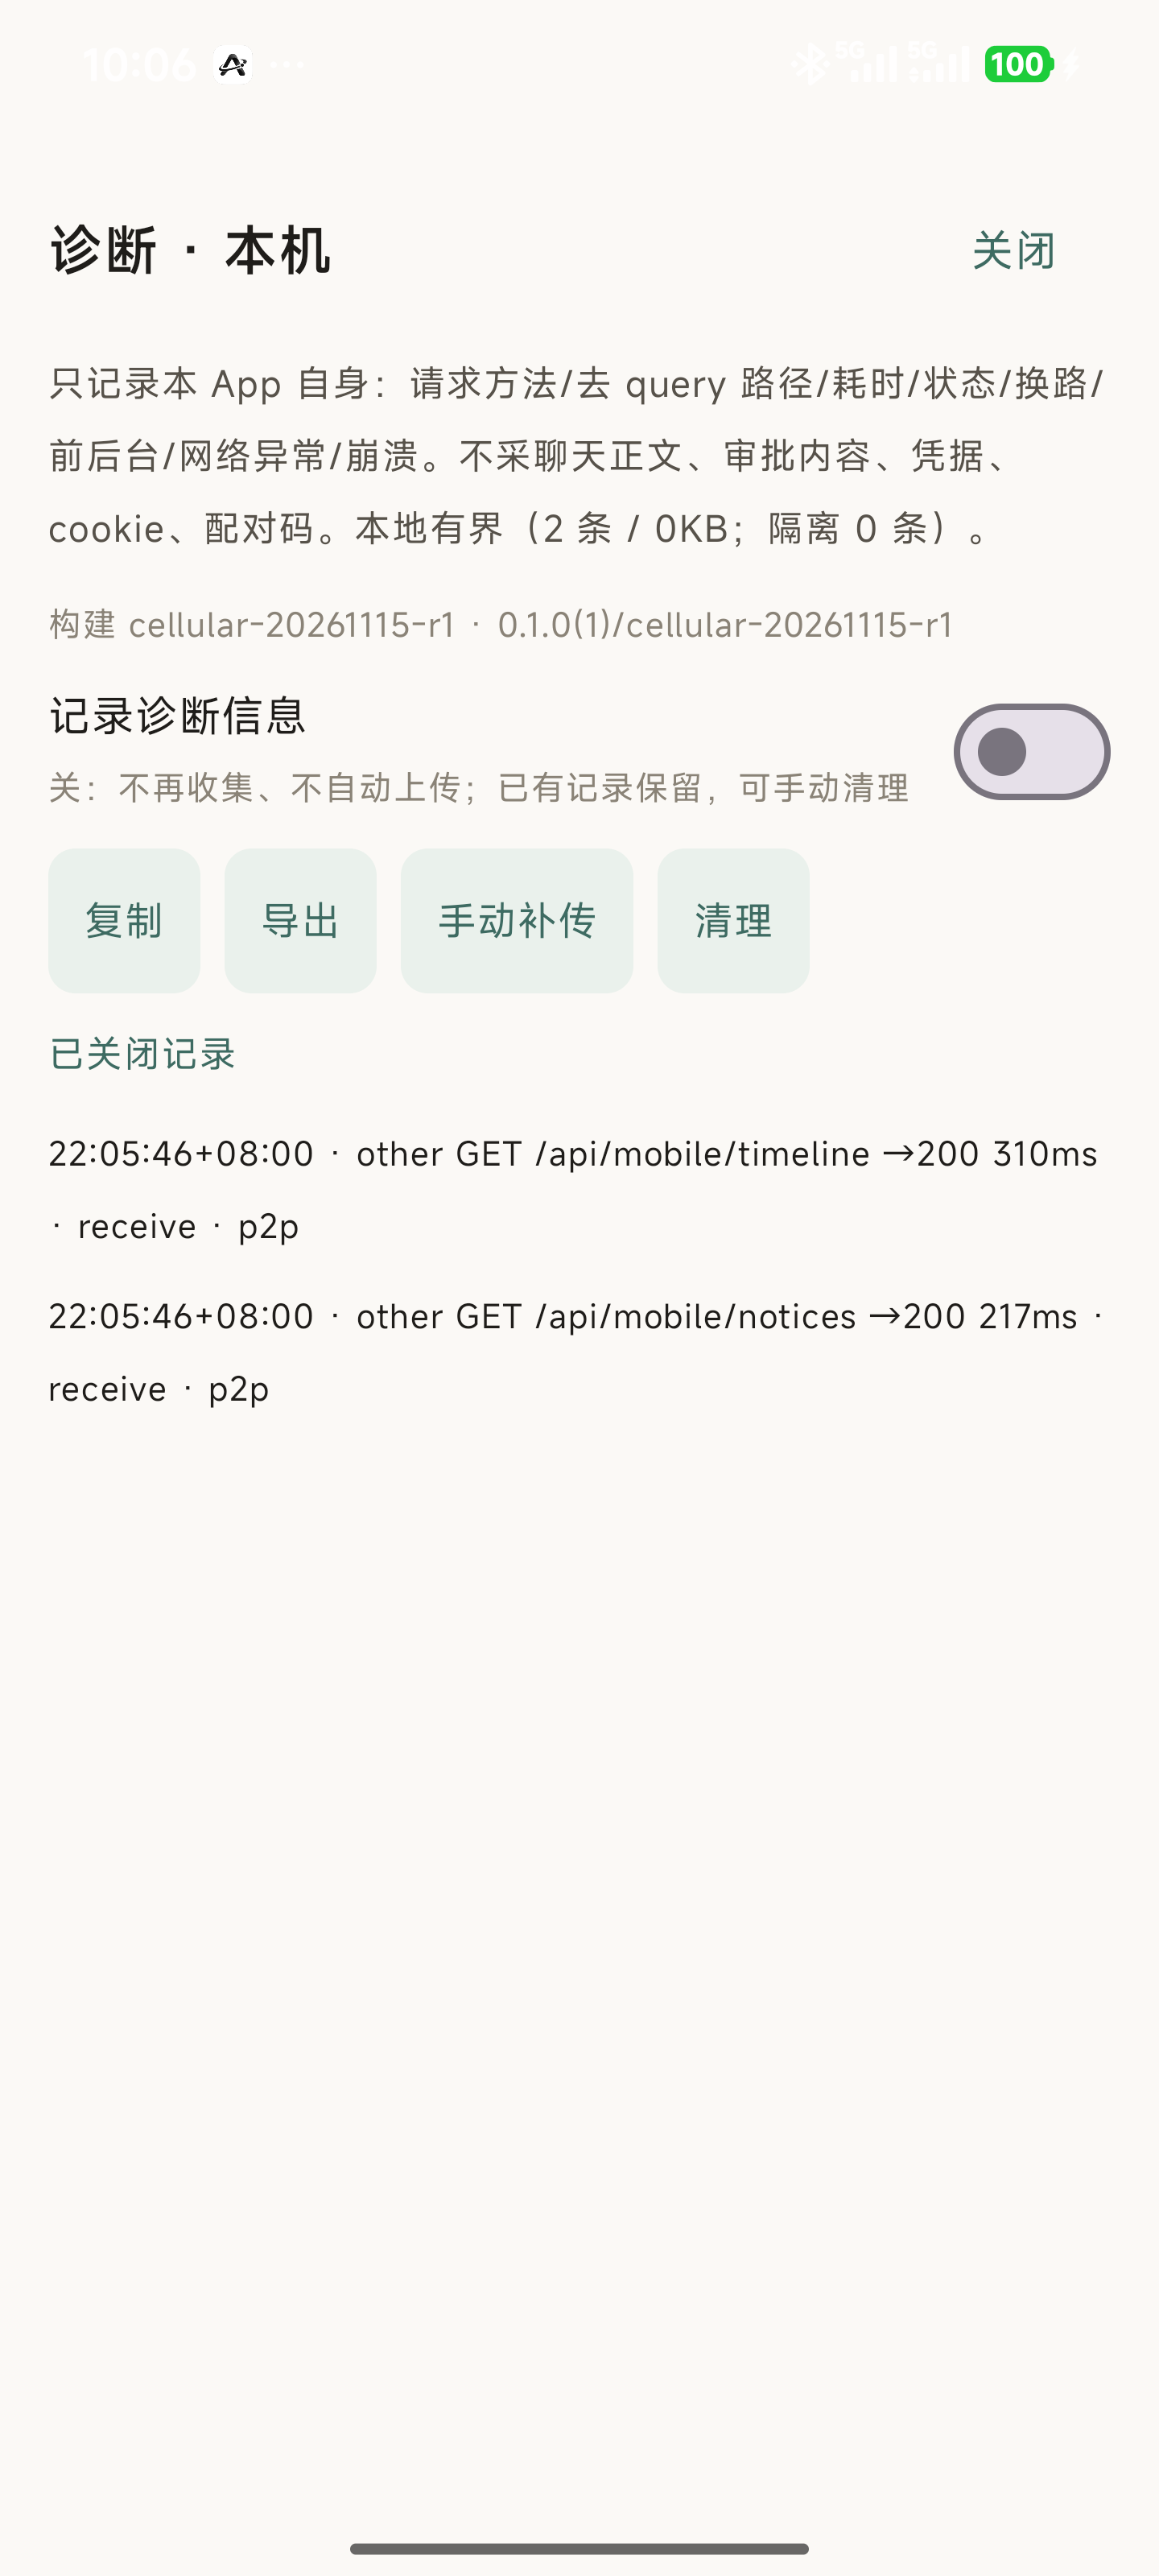 10:06 ··· 5G 5G 100
诊断 · 本机 关闭
只记录本 App 自身：请求方法/去 query 路径/耗时/状态/换路/
前后台/网络异常/崩溃。不采聊天正文、审批内容、凭据、
cookie、配对码。本地有界（2 条 / 0KB；隔离 0 条）。
构建 cellular-20261115-r1 · 0.1.0(1)/cellular-20261115-r1
记录诊断信息
关：不再收集、不自动上传；已有记录保留，可手动清理
复制 导出 手动补传 清理
已关闭记录
22:05:46+08:00 · other GET /api/mobile/timeline →200 310ms
· receive · p2p
22:05:46+08:00 · other GET /api/mobile/notices →200 217ms ·
receive · p2p